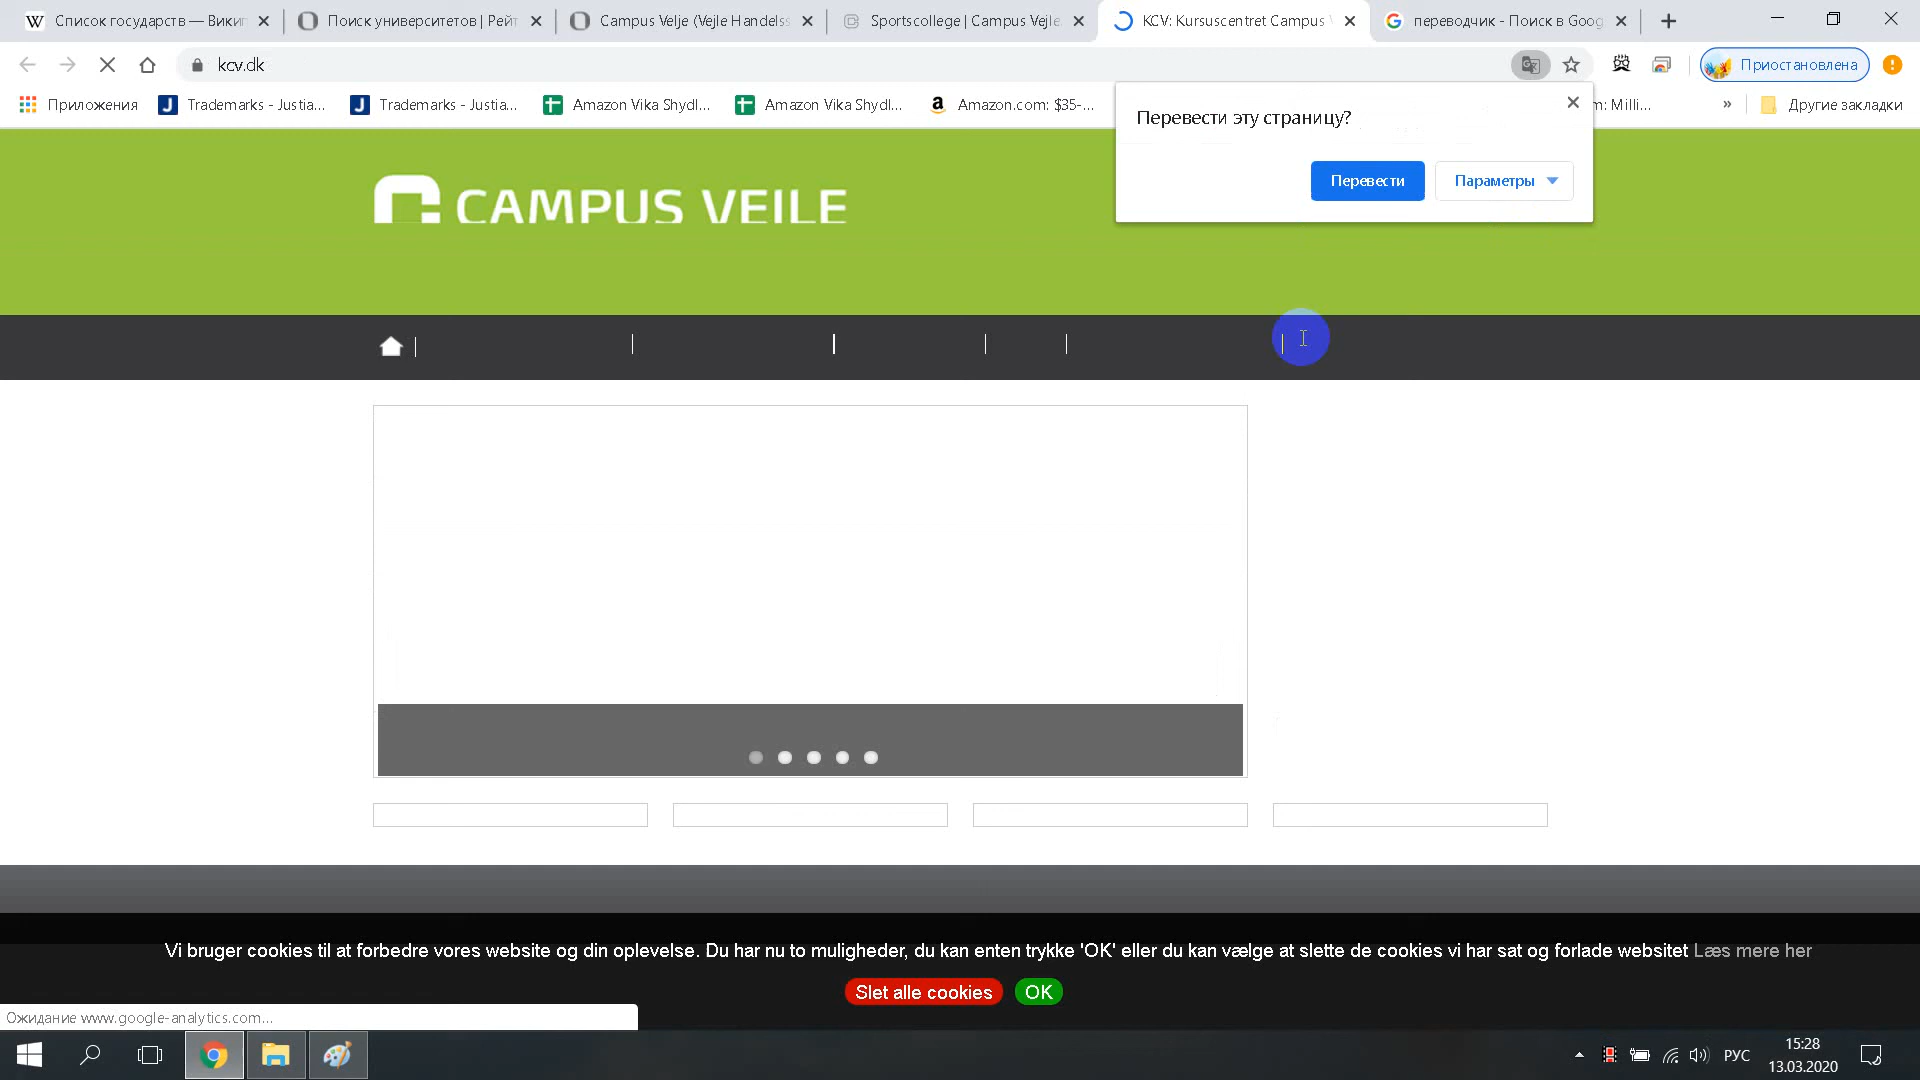 Список государств — Викип
Поиск университетов | Рейт
Campus Velje (Vejle Handelss
Sportscollege | Campus Vejle
KCV: Kursuscentret Campus V
переводчик - Поиск в Goog
kcv.dk
Приостановлена
Приложения
Trademarks - Justia...
Trademarks - Justia...
Amazon Vika Shydl...
Amazon Vika Shydl...
Amazon.com: $35-...
m: Milli...
»
Другие закладки
Перевести эту страницу?
Перевести
Параметры
CAMPUS VEJLE
Vi bruger cookies til at forbedre vores website og din oplevelse. Du har nu to muligheder, du kan enten trykke 'OK' eller du kan vælge at slette de cookies vi har sat og forlade websitet Læs mere her
Slet alle cookies
OK
Ожидание www.google-analytics.com...
РУС
15:28
13.03.2020